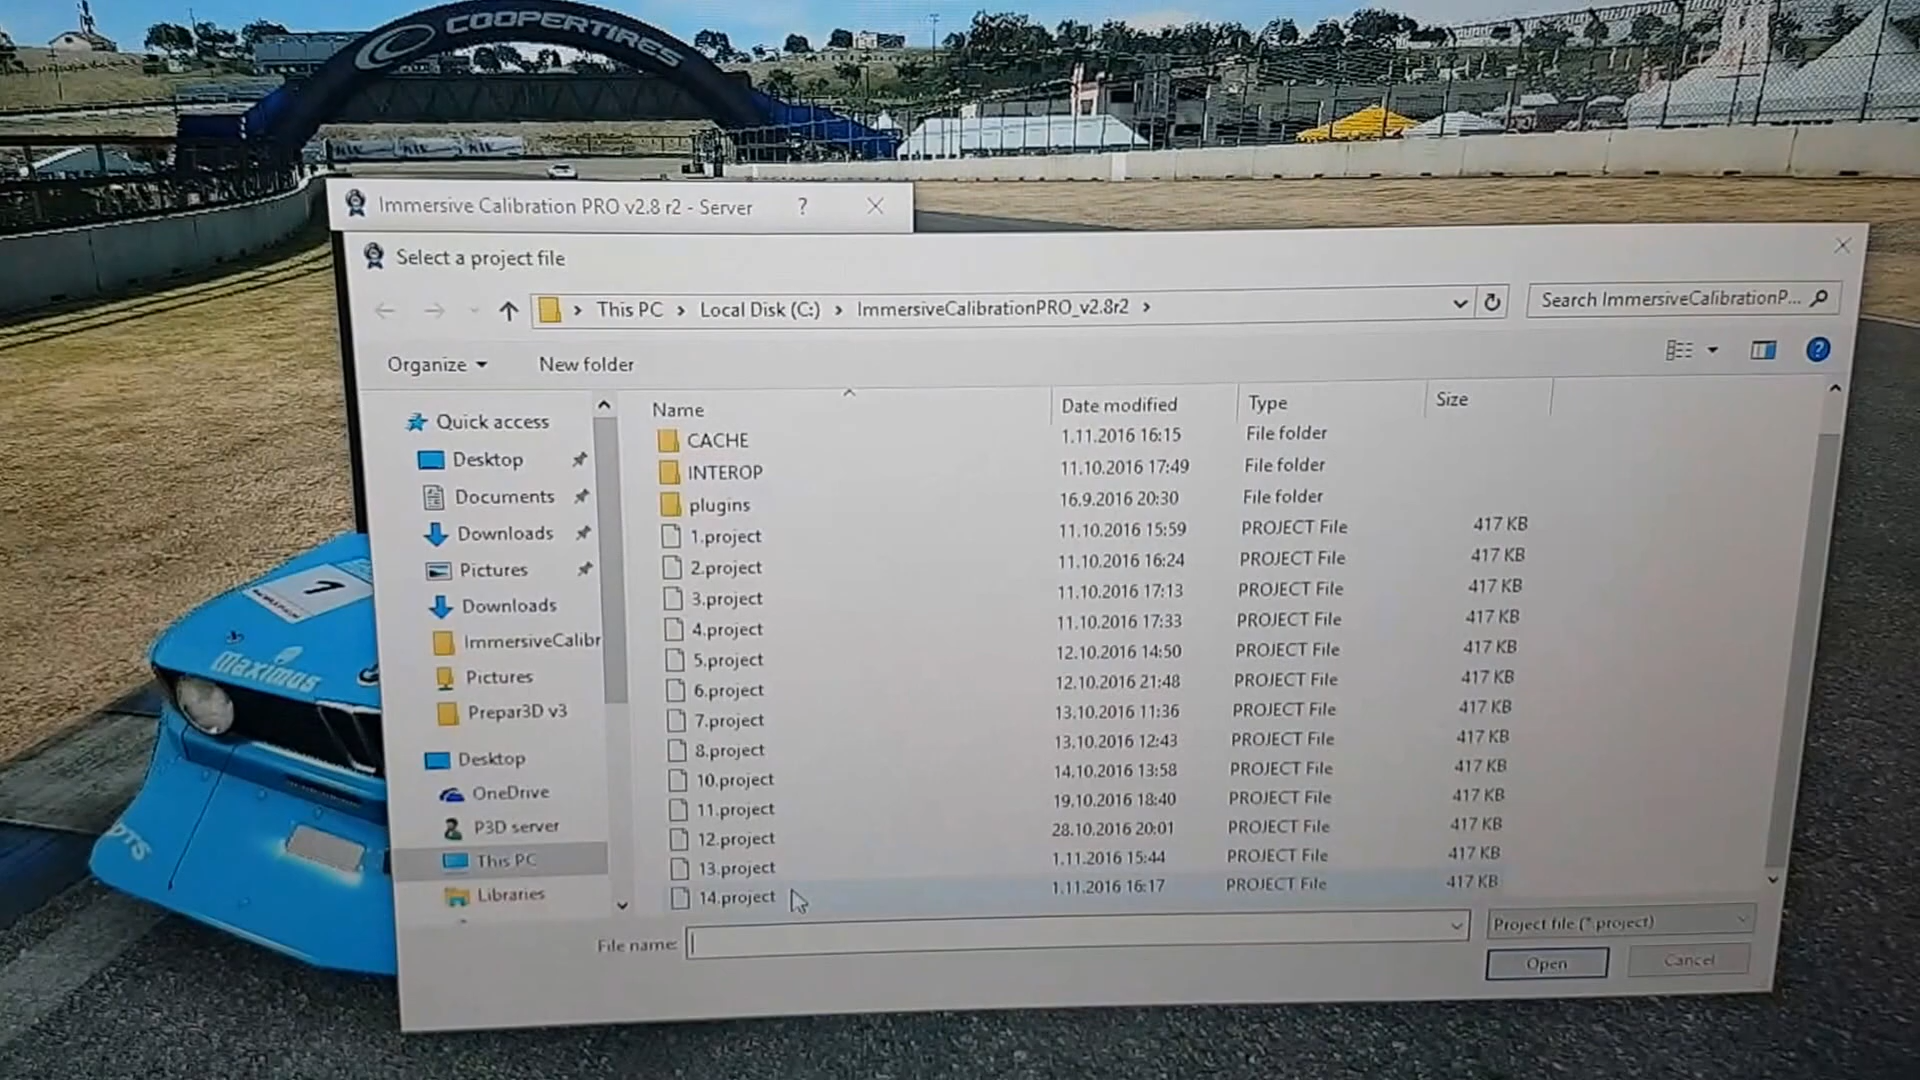 COOPERTIRES
KW KW KW
Immersive Calibration PRO v2.8 r2 - Server ?
Select a project file
This PC > Local Disk (C:) > ImmersiveCalibrationPRO_v2.8r2 >
Search ImmersiveCalibrationP...
Organize New folder
Name Date modified Type Size
Quick access
Desktop
Documents
Downloads
Pictures
Downloads
ImmersiveCalibr
Pictures
Prepar3D v3
Desktop
OneDrive
P3D server
This PC
Libraries
CACHE 1.11.2016 16:15 File folder
INTEROP 11.10.2016 17:49 File folder
plugins 16.9.2016 20:30 File folder
1.project 11.10.2016 15:59 PROJECT File 417 KB
2.project 11.10.2016 16:24 PROJECT File 417 KB
3.project 11.10.2016 17:13 PROJECT File 417 KB
4.project 11.10.2016 17:33 PROJECT File 417 KB
5.project 12.10.2016 14:50 PROJECT File 417 KB
6.project 12.10.2016 21:48 PROJECT File 417 KB
7.project 13.10.2016 11:36 PROJECT File 417 KB
8.project 13.10.2016 12:43 PROJECT File 417 KB
10.project 14.10.2016 13:58 PROJECT File 417 KB
11.project 19.10.2016 18:40 PROJECT File 417 KB
12.project 28.10.2016 20:01 PROJECT File 417 KB
13.project 1.11.2016 15:44 PROJECT File 417 KB
14.project 1.11.2016 16:17 PROJECT File 417 KB
File name: Project file (*.project)
Open Cancel
1
Maximas
DTS